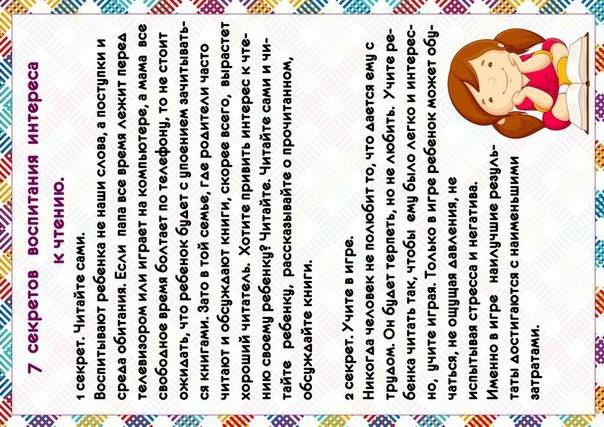 7 секретов воспитания интереса
к чтению.
1 секрет. Читайте сами.
Воспитывают ребенка не наши слова, а поступки и
среда обитания. Если папа все время лежит перед
телевизором или играет на компьютере, а мама все
свободное время болтает по телефону, то не стоит
ожидать, что ребенок будет с упоением зачитывать-
ся книгами. Зато в той семье, где родители часто
читают и обсуждают книги, скорее всего, вырастет
хороший читатель. Хотите привить интерес к чте-
нию своему ребенку? Читайте. Читайте сами и чи-
тайте ребенку, рассказывайте о прочитанном,
обсуждайте книги.
2 секрет. Учите в игре.
Никогда человек не полюбит то, что дается ему с
трудом. Он будет терпеть, но не любить. Учите ре-
бенка читать так, чтобы ему было легко и интерес-
но, учите играя. Только в игре ребенок может обу-
чаться, не ощущая давления, не
испытывая стресса и негатива.
Именно в игре наилучшие резуль-
таты достигаются с наименьшими
затратами.